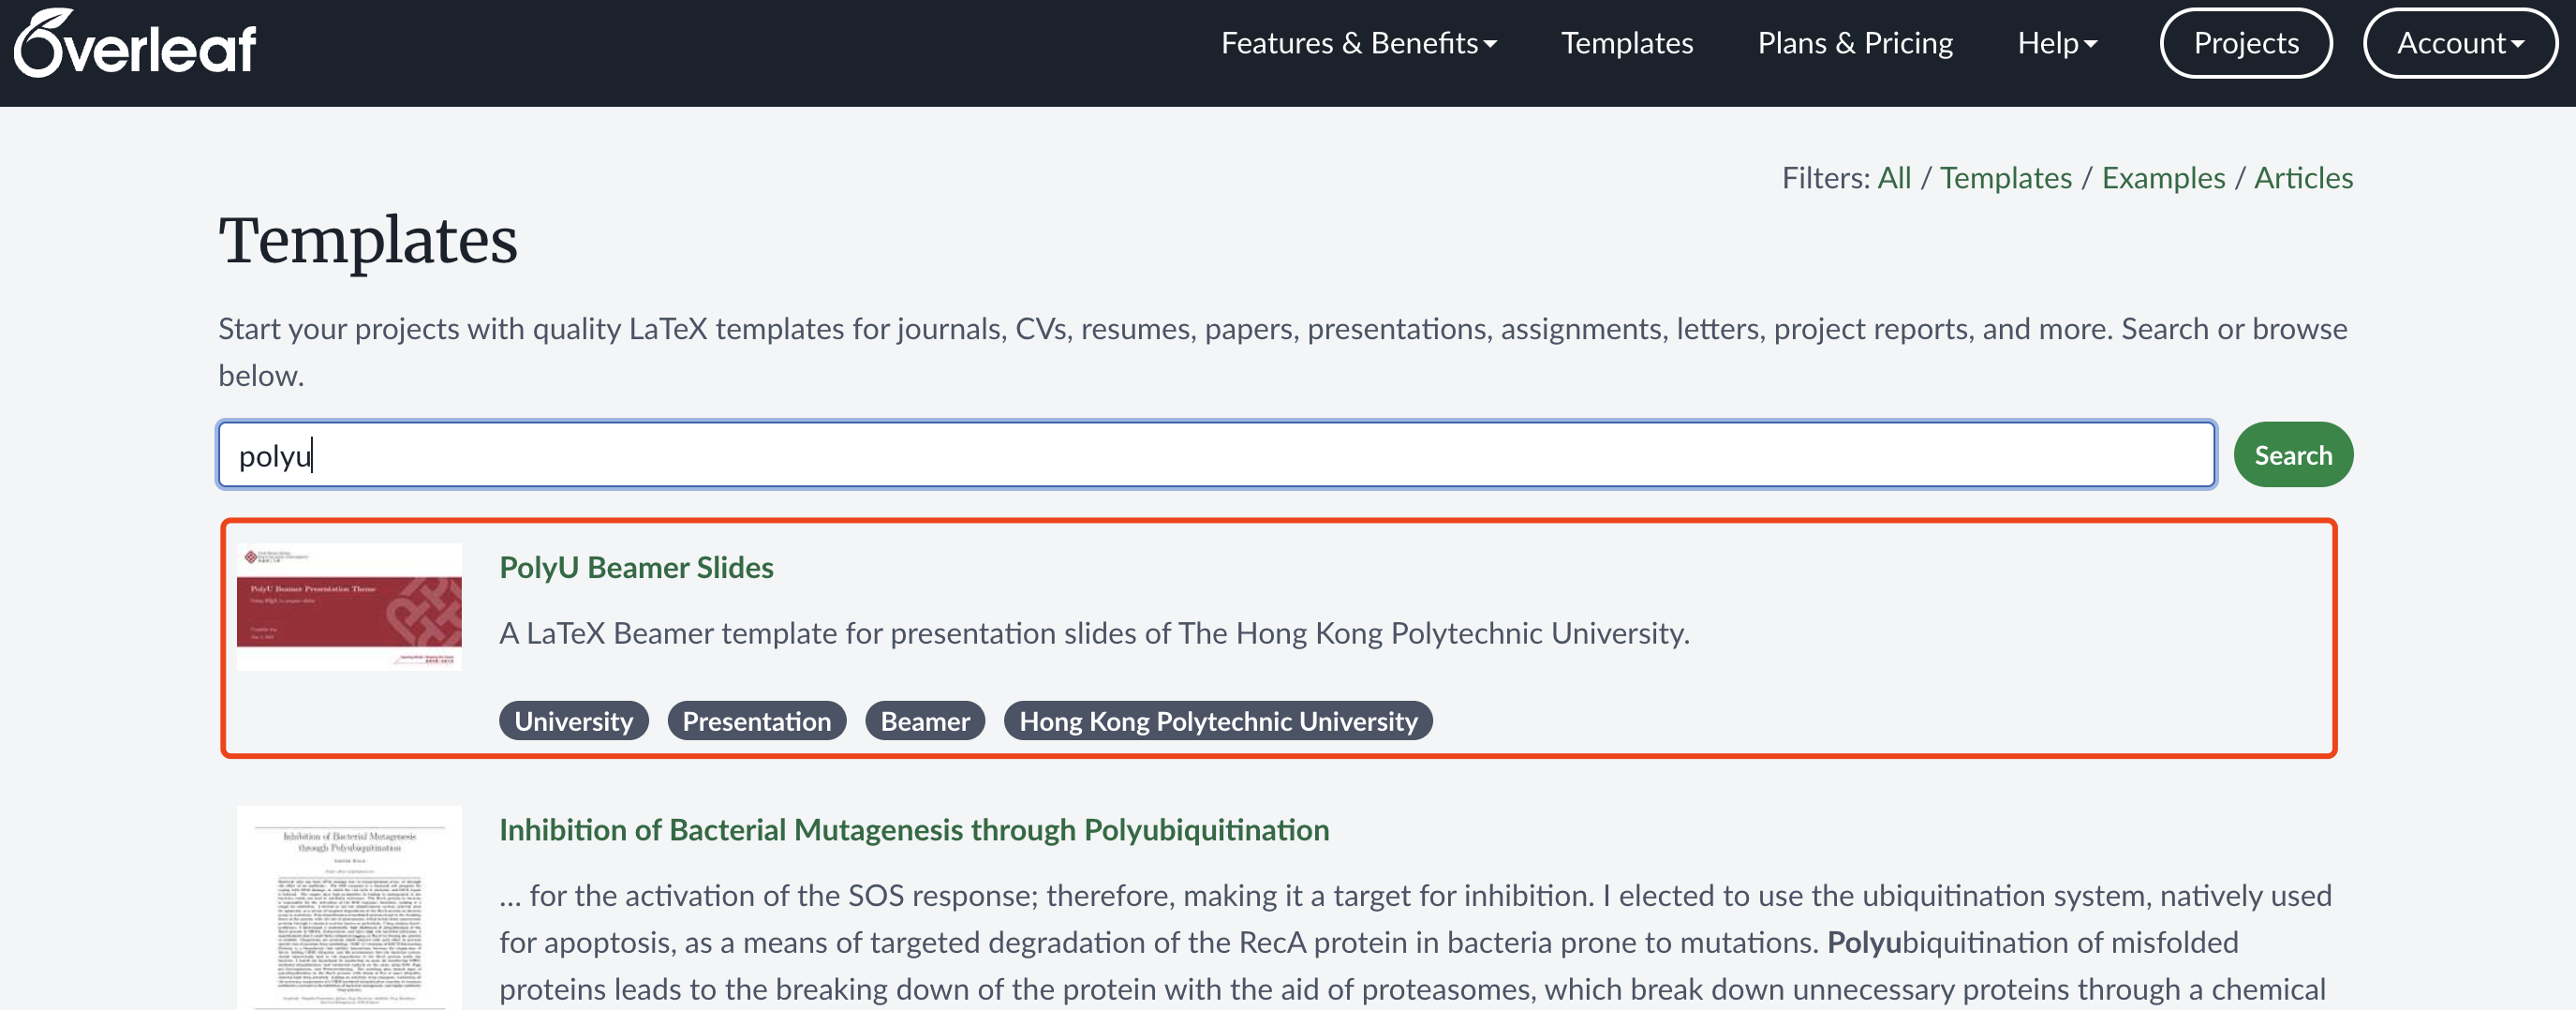 Overleaf
Features & Benefits
Templates
Plans & Pricing
Help
Projects
Account
Filters: All / Templates / Examples / Articles
Templates
Start your projects with quality LaTeX templates for journals, CVs, resumes, papers, presentations, assignments, letters, project reports, and more. Search or browse
below.
polyu
Search
PolyU Beamer Presentation Theme
PolyU Beamer Slides
A LaTeX Beamer template for presentation slides of The Hong Kong Polytechnic University.
University
Presentation
Beamer
Hong Kong Polytechnic University
Inhibition of Bacterial Mutagenesis
through Polyubiquitination
Inhibition of Bacterial Mutagenesis through Polyubiquitination
... for the activation of the SOS response; therefore, making it a target for inhibition. I elected to use the ubiquitination system, natively used
for apoptosis, as a means of targeted degradation of the RecA protein in bacteria prone to mutations. Polyubiquitination of misfolded
proteins leads to the breaking down of the protein with the aid of proteasomes, which break down unnecessary proteins through a chemical